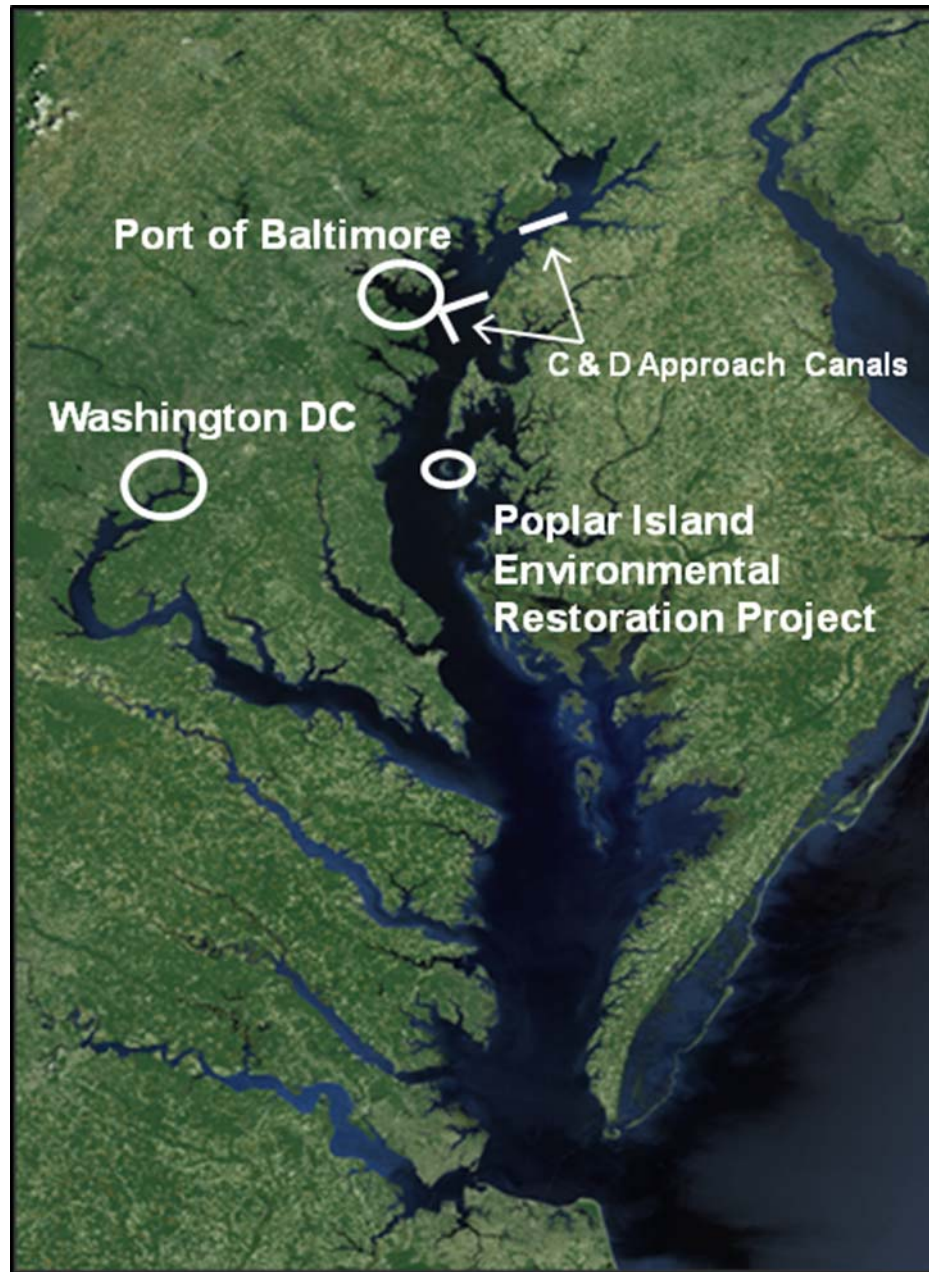 Port of Baltimore
C & D Approach Canals
Washington DC
Poplar Island
Environmental
Restoration Project